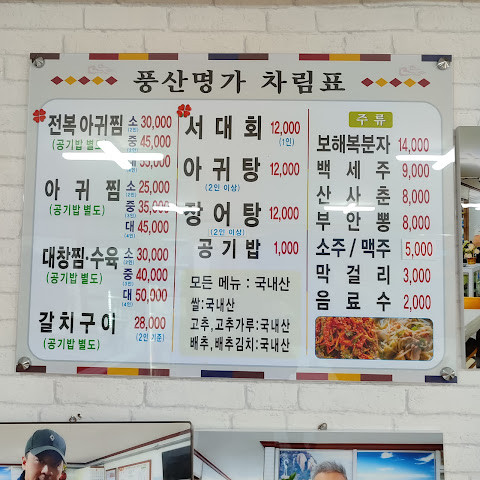 풍산명가 차림표
전복아귀찜 소 30,000
(공기밥 별도) 중 45,000
대 55,000
아귀찜 소 25,000
(공기밥 별도) 중 35,000
대 45,000
대창찜·수육 소 30,000
(공기밥 별도) 중 40,000
대 50,000
갈치구이 28,000
(공기밥 별도) (2인 기준)
서대회 12,000
(1인)
아귀탕 12,000
(2인 이상)
장어탕 12,000
(2인 이상)
공기밥 1,000
모든 메뉴 : 국내산
쌀:국내산
고추,고추가루:국내산
배추,배추김치:국내산
주류
보해복분자 14,000
백세주 9,000
산사춘 8,000
부안뽕 8,000
소주/맥주 5,000
막걸리 3,000
음료수 2,000